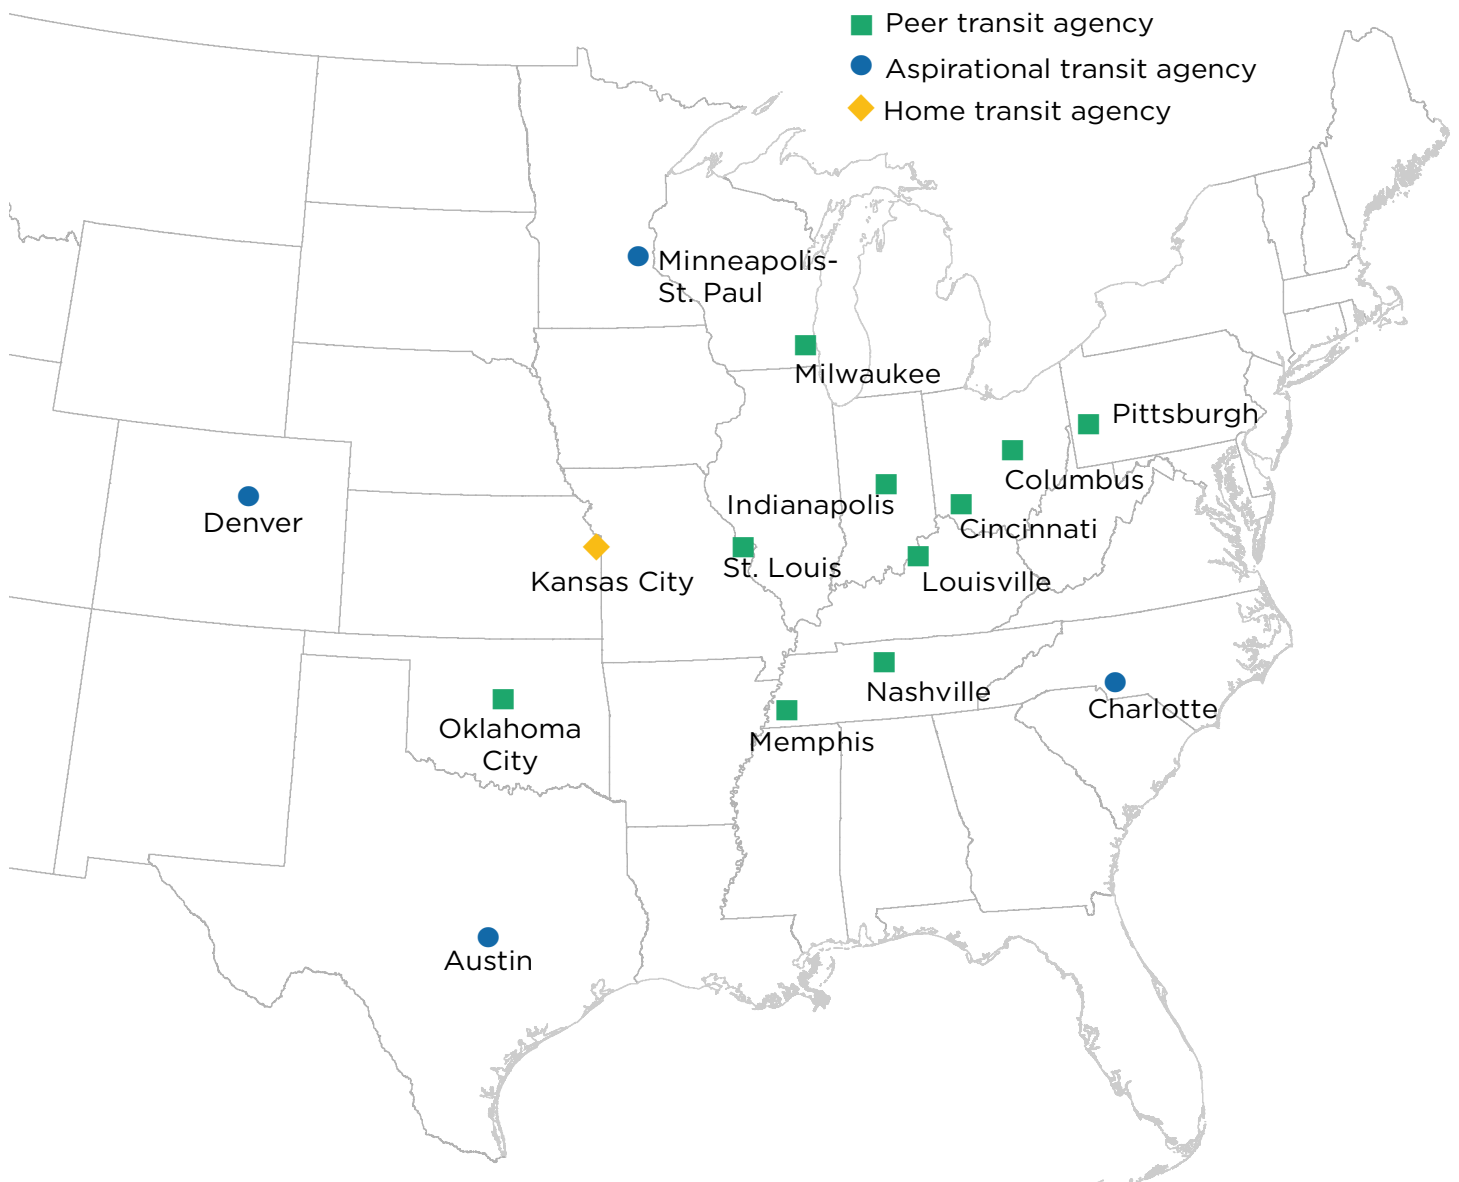 Peer transit agency
Aspirational transit agency
Home transit agency
Minneapolis-
St. Paul
Milwaukee
Pittsburgh
Columbus
Indianapolis
Denver
Cincinnati
St. Louis
Kansas City
Louisville
Nashville
Charlotte
Oklahoma
City
Memphis
Austin